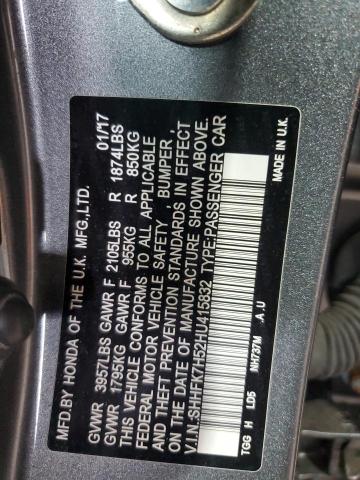 MFD.BY HONDA OF THE U.K. MFG.,LTD. 01/17
GVWR 3957LBS GAWR F 2105LBS R 1874LBS
GVWR 1795KG GAWR F 955KG R 850KG
THIS VEHICLE CONFORMS TO ALL APPLICABLE
FEDERAL MOTOR VEHICLE SAFETY BUMPER,
AND THEFT PREVENTION STANDARDS IN EFFECT
ON THE DATE OF MANUFACTURE SHOWN ABOVE.
V.I.N.:SHHFK7H52HU415832 TYPE:PASSENGER CAR
TGG H LD5 NH737M .A.U MADE IN U.K.